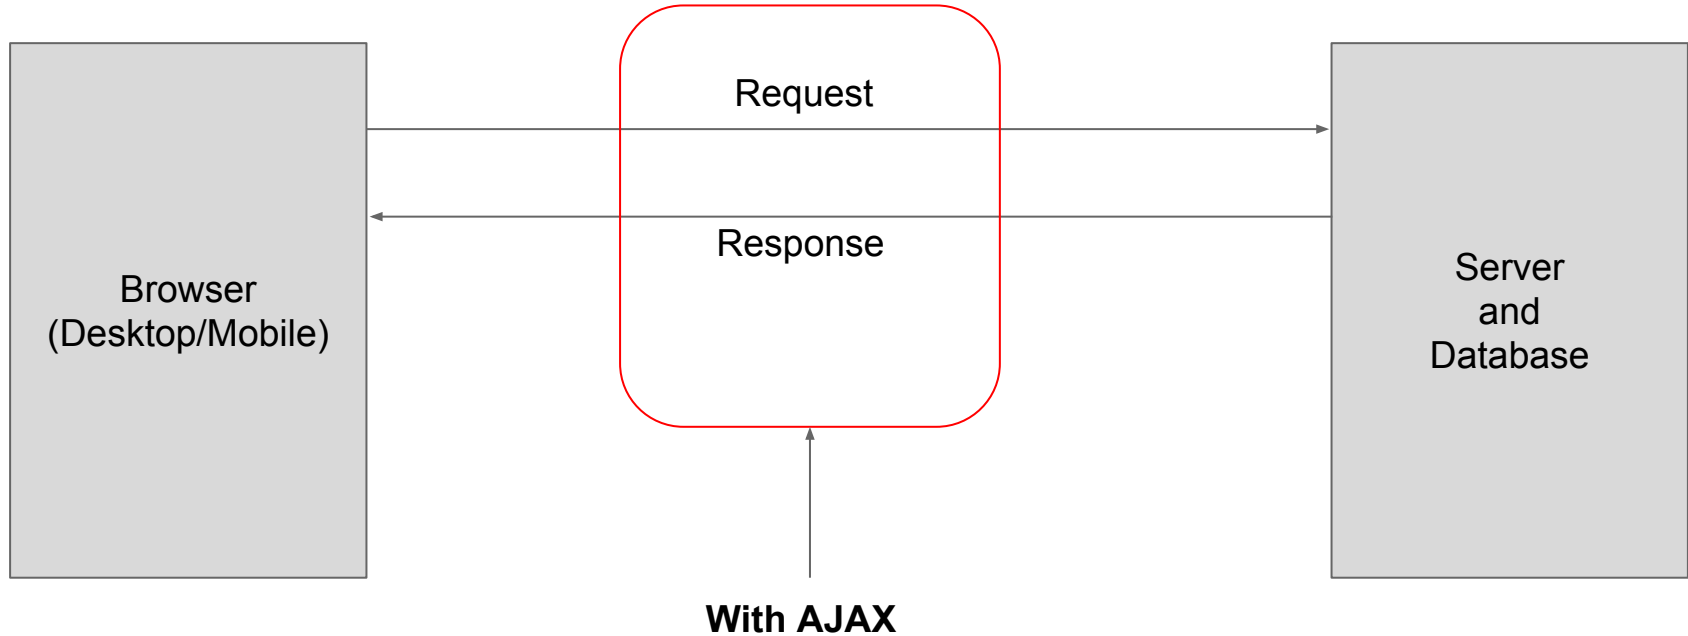 Request
Response
Browser
(Desktop/Mobile)
Server
and
Database
With AJAX